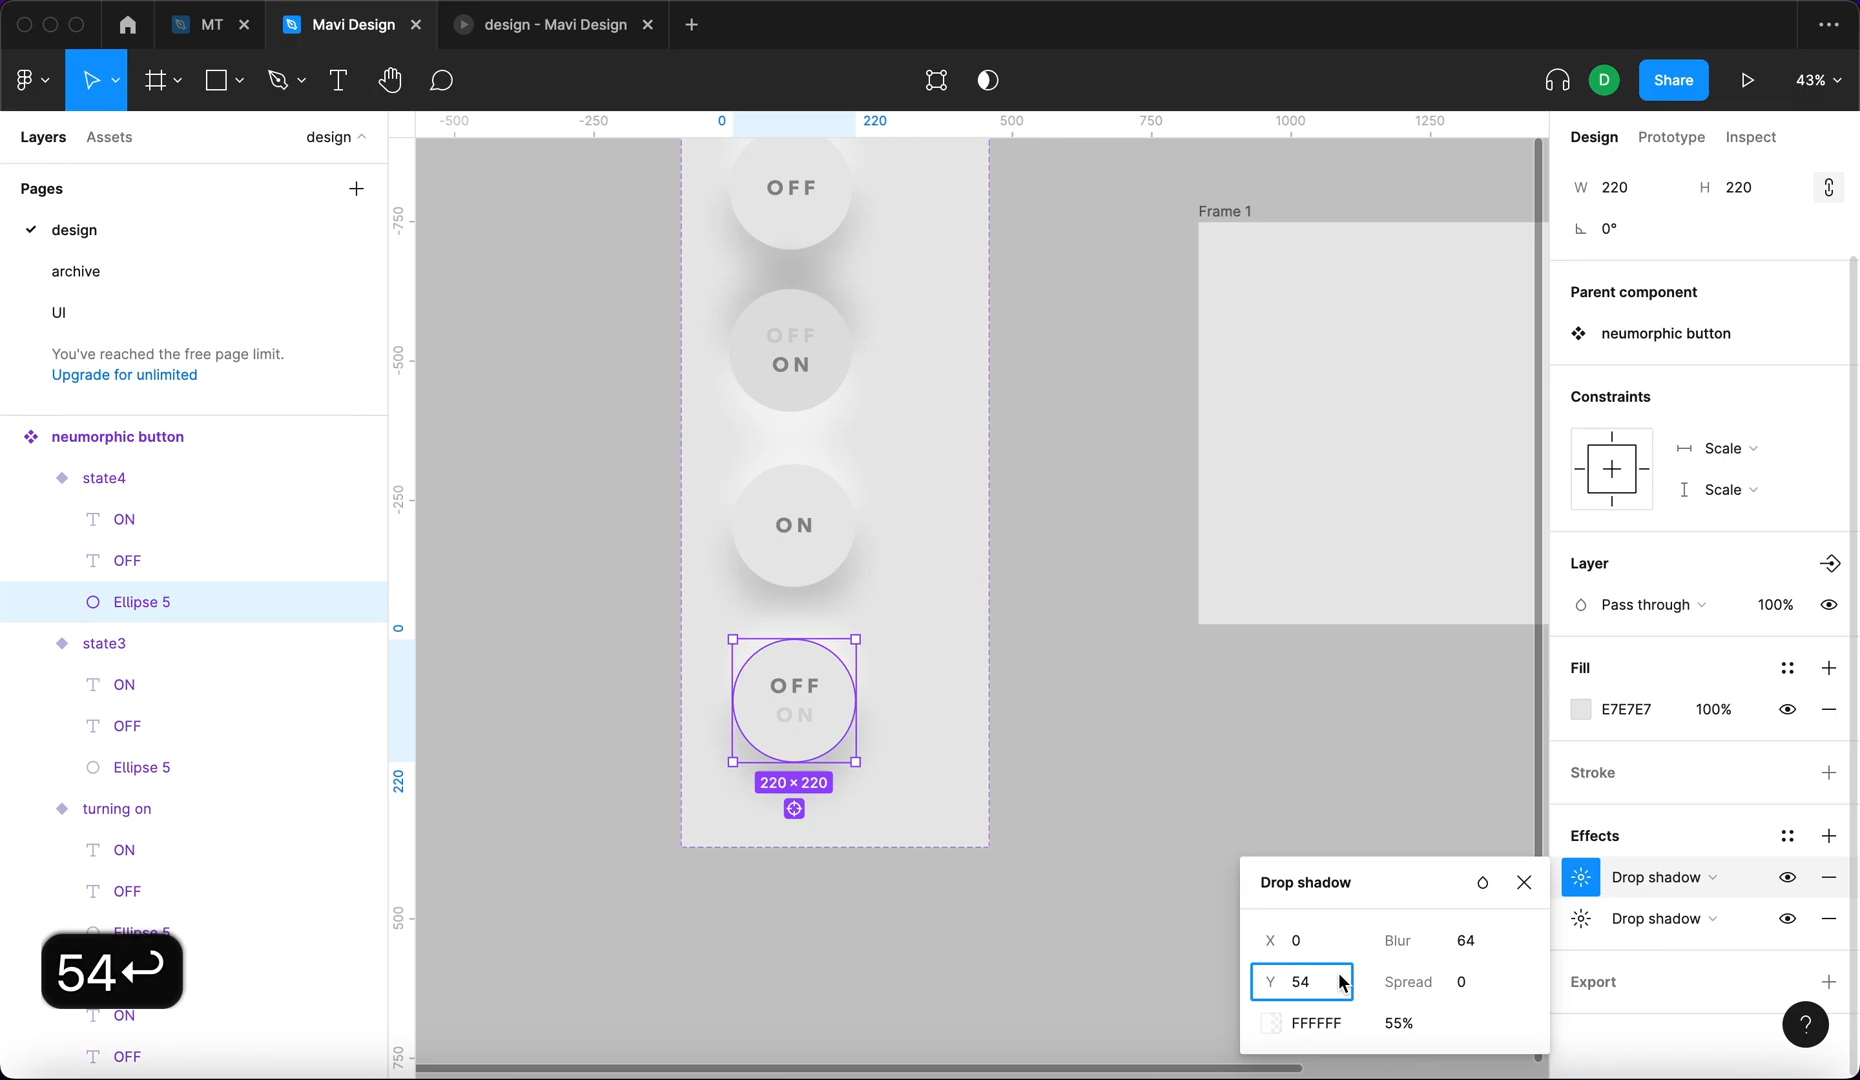 MT
Mavi Design
design - Mavi Design
Share
43%
D
Layers
Assets
design
Pages
design
archive
UI
You've reached the free page limit.
Upgrade for unlimited
neumorphic button
state4
ON
OFF
Ellipse 5
state3
ON
OFF
Ellipse 5
turning on
ON
OFF
Ellipse 5
ON
OFF
54
-500
-250
0
220
500
750
1000
1250
-750
-500
-250
0
220
500
750
OFF
OFF
ON
ON
OFF
ON
220 × 220
Frame 1
Design
Prototype
Inspect
W 220
H 220
0°
Parent component
neumorphic button
Constraints
Scale
Scale
Layer
Pass through
100%
Fill
E7E7E7
100%
Stroke
Effects
Drop shadow
Drop shadow
Export
?
Drop shadow
X 0
Blur 64
Y 54
Spread 0
FFFFFF
55%